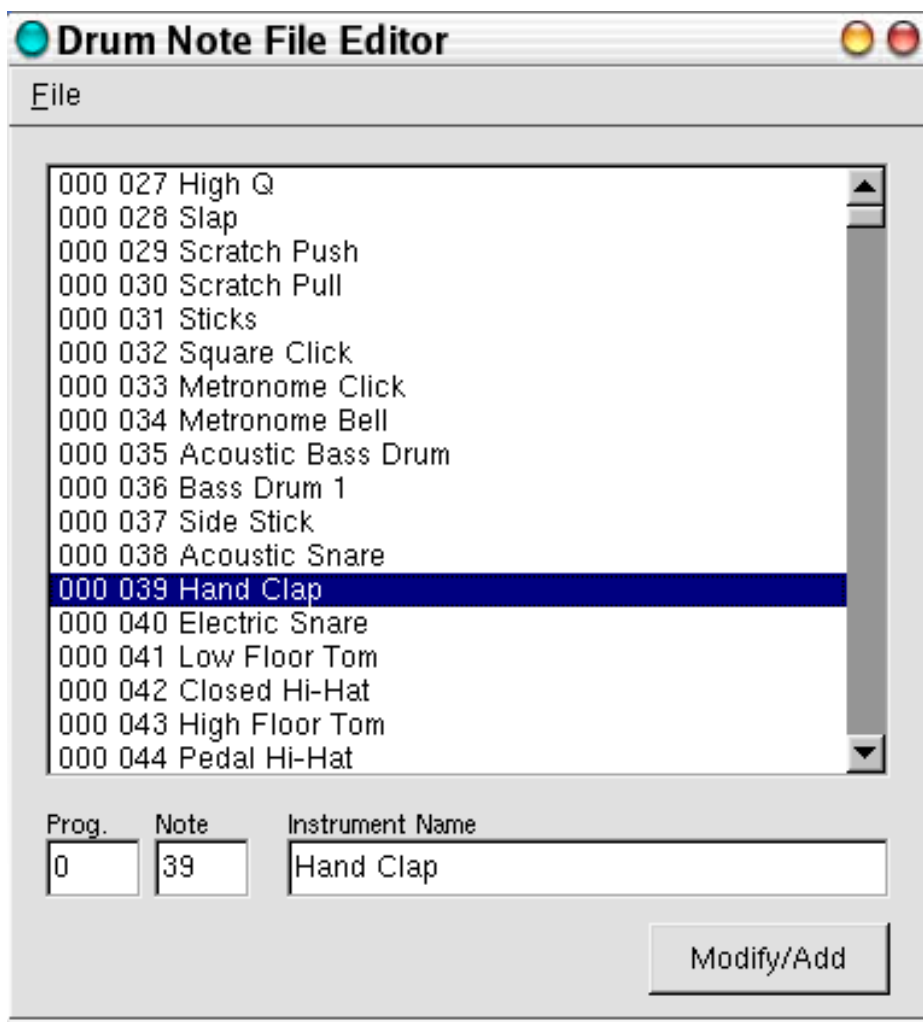 Drum Note File Editor
File
000 027 High Q
000 028 Slap
000 029 Scratch Push
000 030 Scratch Pull
000 031 Sticks
000 032 Square Click
000 033 Metronome Click
000 034 Metronome Bell
000 035 Acoustic Bass Drum
000 036 Bass Drum 1
000 037 Side Stick
000 038 Acoustic Snare
000 039 Hand Clap
000 040 Electric Snare
000 041 Low Floor Tom
000 042 Closed Hi-Hat
000 043 High Floor Tom
000 044 Pedal Hi-Hat
Prog. Note Instrument Name
0 39 Hand Clap
Modify/Add